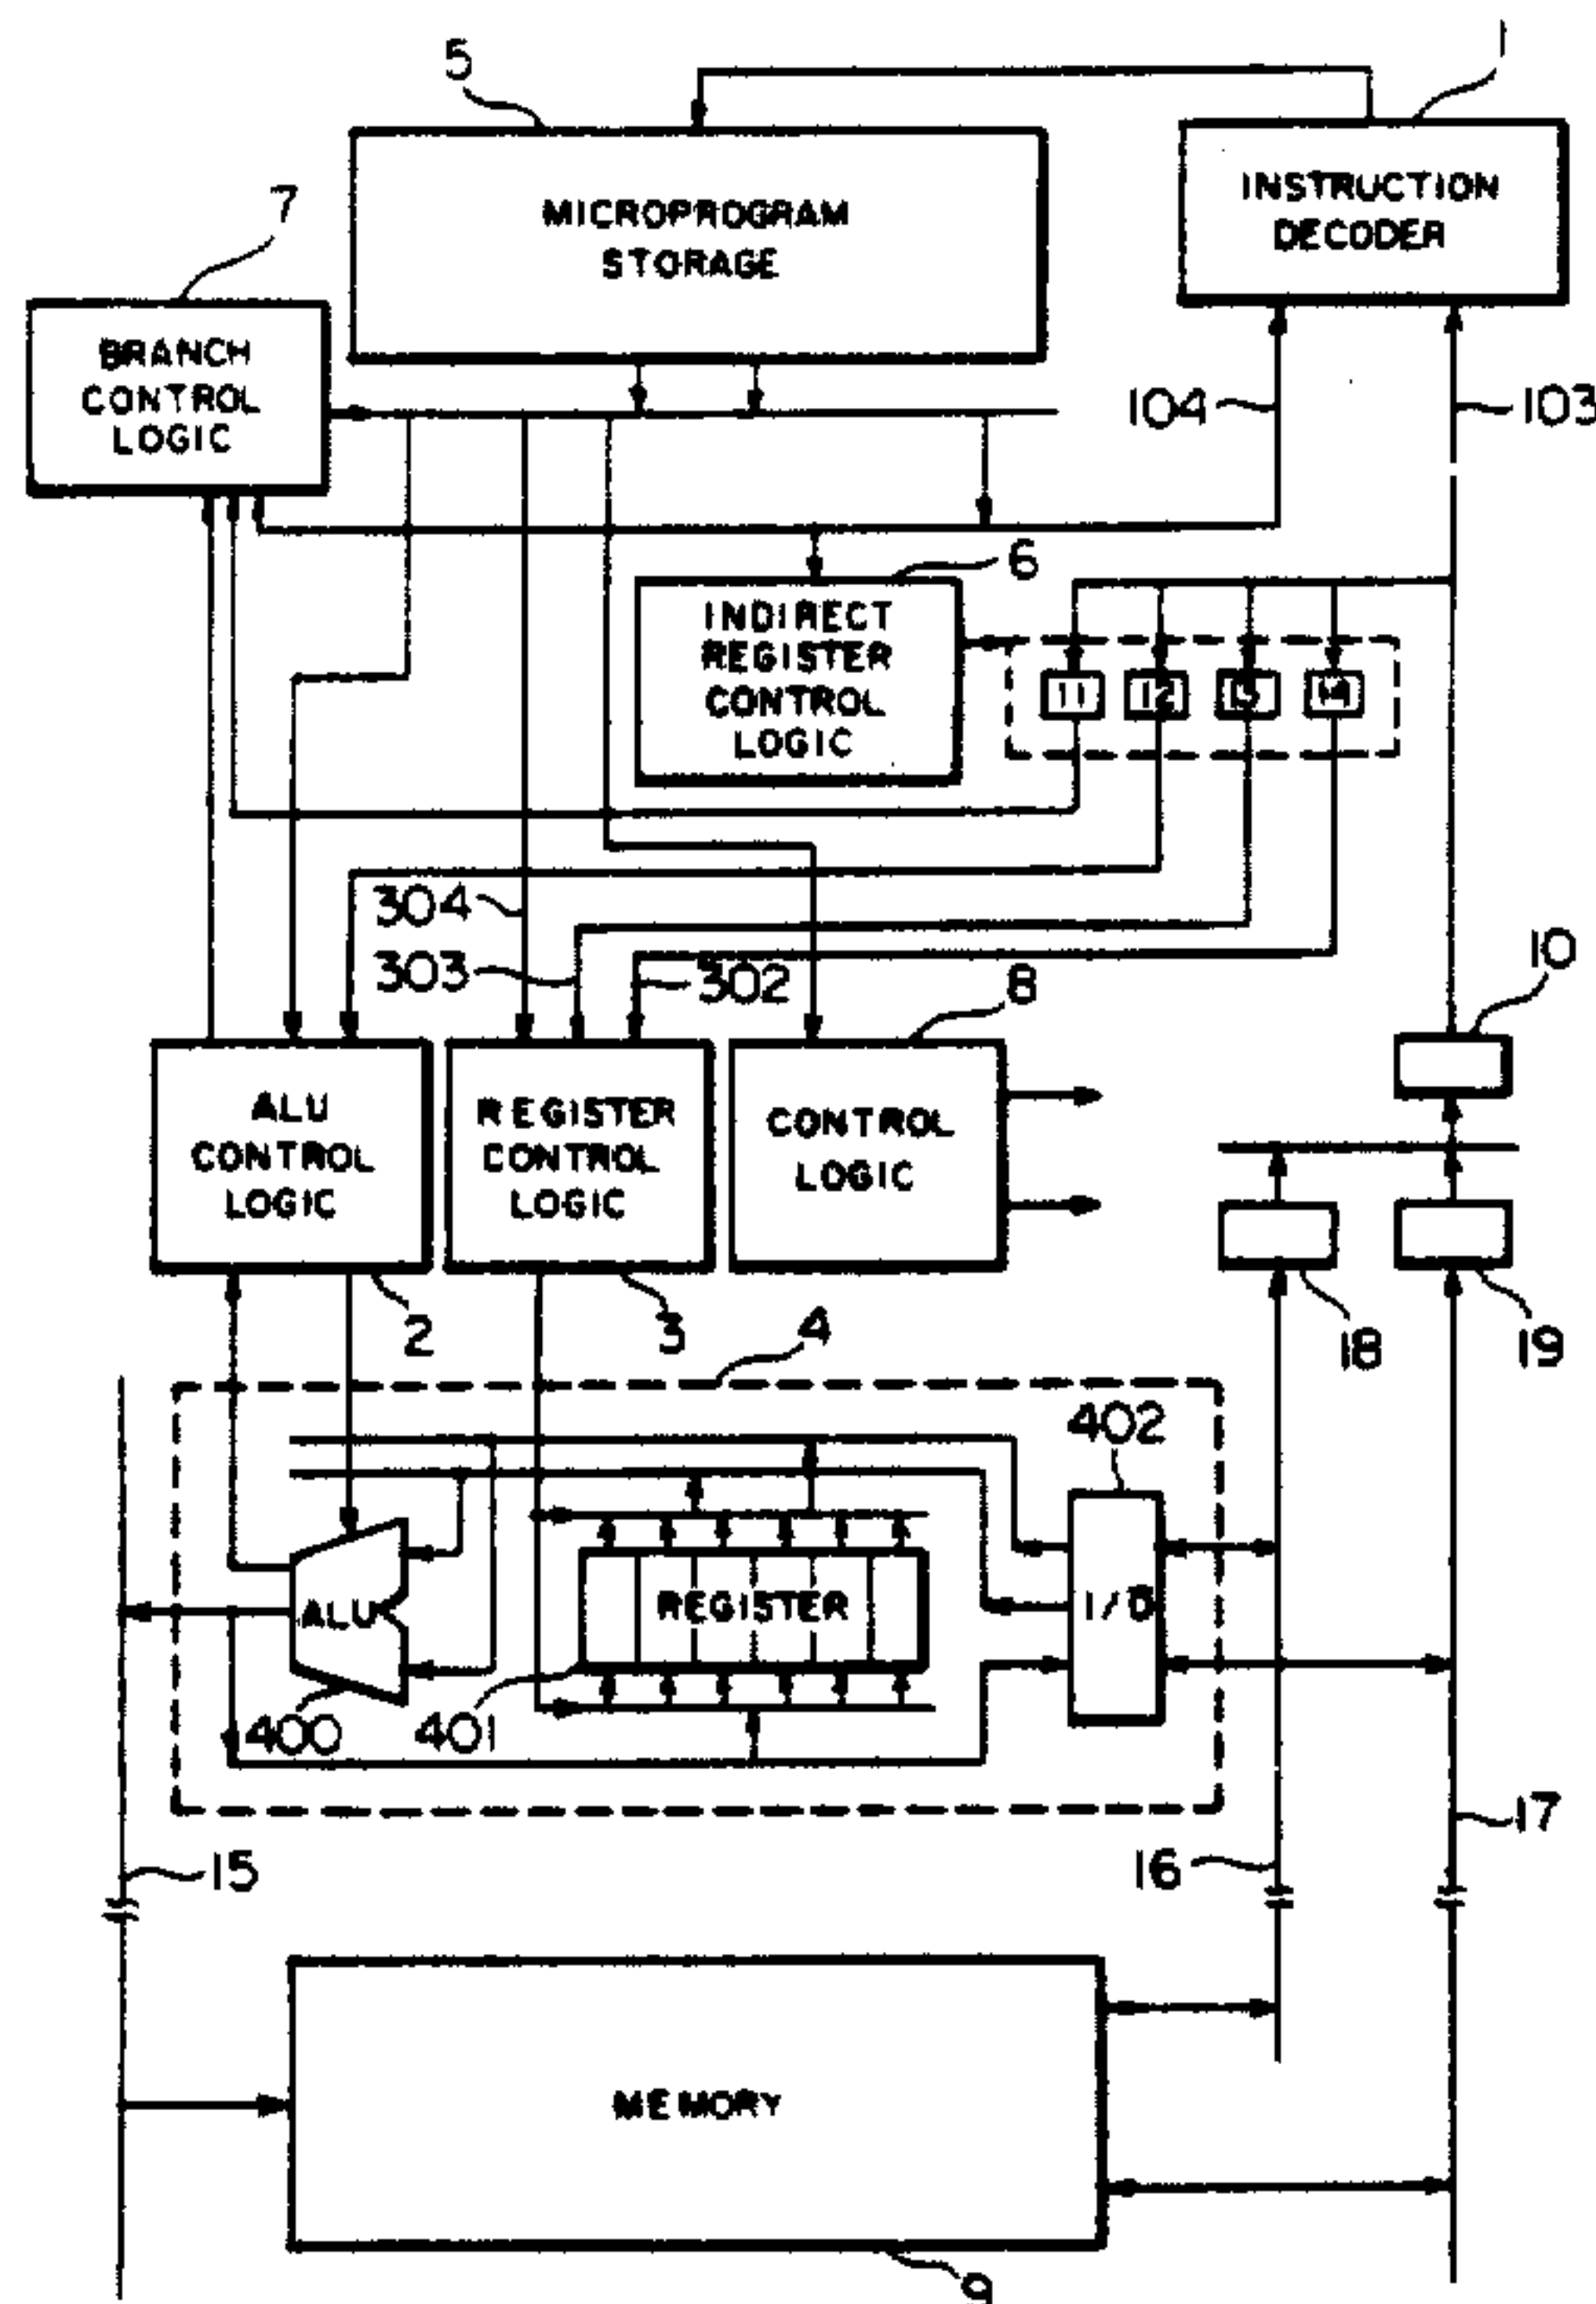 5
1
MICROPROGRAM
STORAGE
INSTRUCTION
DECODER
7
BRANCH
CONTROL
LOGIC
104
103
6
INDIRECT
REGISTER
CONTROL
LOGIC
11
12
13
14
304
303
302
8
10
ALU
CONTROL
LOGIC
REGISTER
CONTROL
LOGIC
CONTROL
LOGIC
2
3
4
18
19
402
ALU
REGISTER
I/O
400
401
15
16
17
MEMORY
9